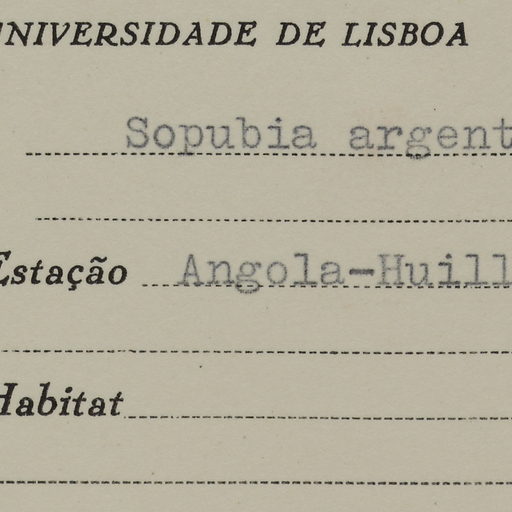 UNIVERSIDADE DE LISBOA
Sopubia argent
Estação Angola-Huill
Habitat